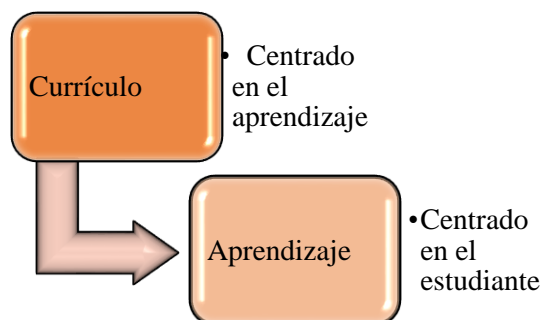 Currículo
• Centrado
en el
aprendizaje
Aprendizaje
•Centrado
en el
estudiante